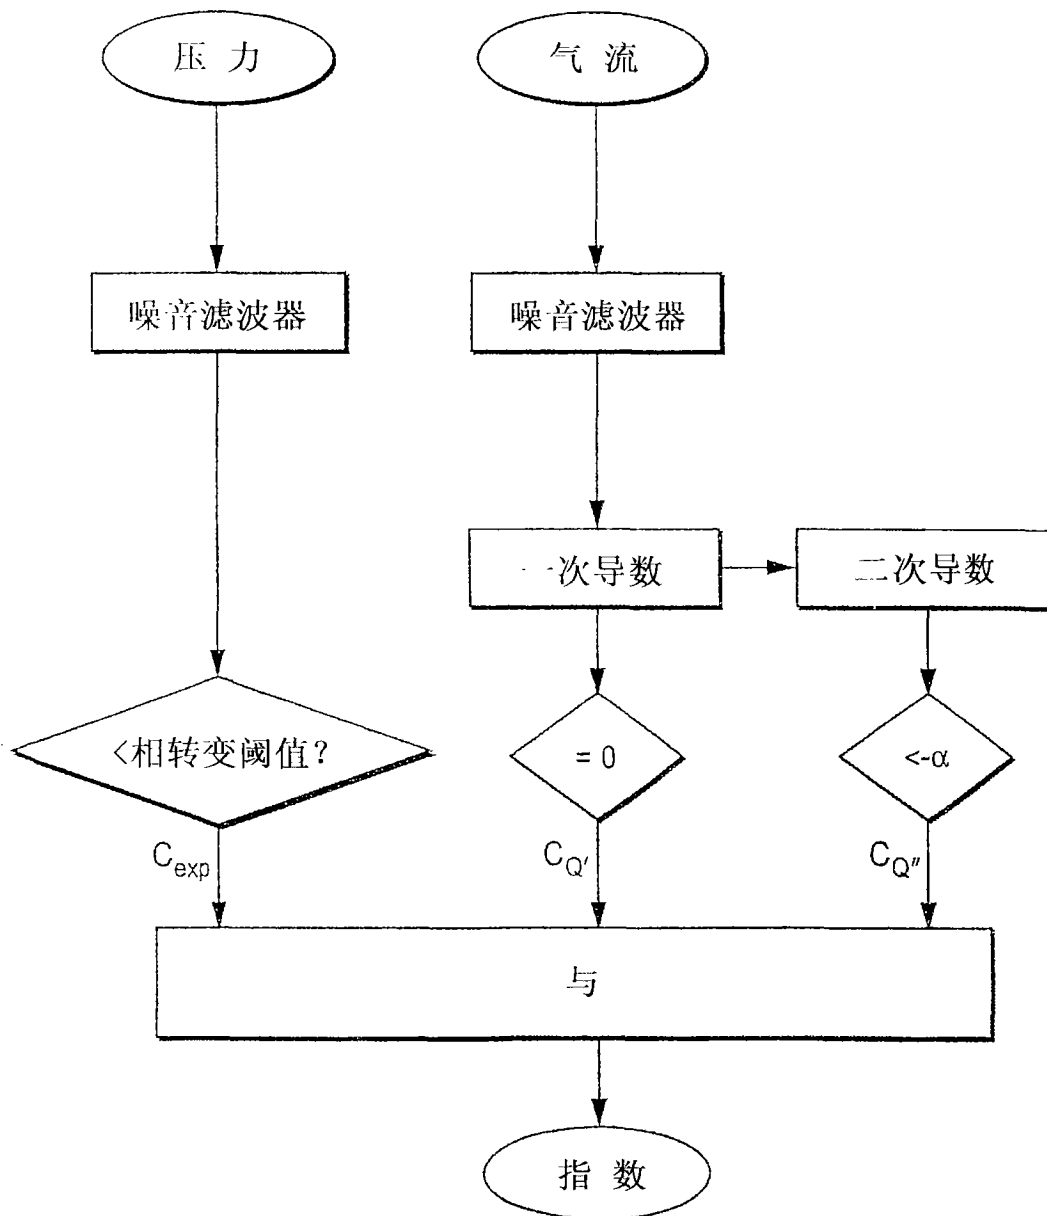 压力
气流
噪音滤波器
噪音滤波器
一次导数
二次导数
<相转变阈值？
= 0
<-α
Cexp
CQ'
CQ"
与
指数